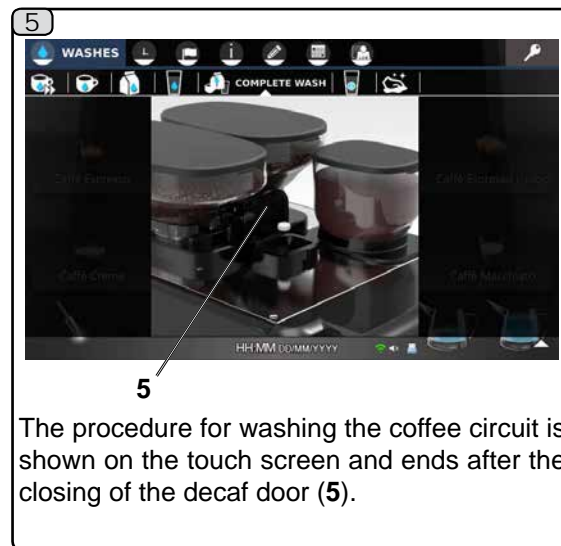 5
WASHES
COMPLETE WASH
Caffè Espresso
Caffè Crema
Caffè Macchiato
HH:MM DD/MM/YYYY
5
The procedure for washing the coffee circuit is
shown on the touch screen and ends after the
closing of the decaf door (5).